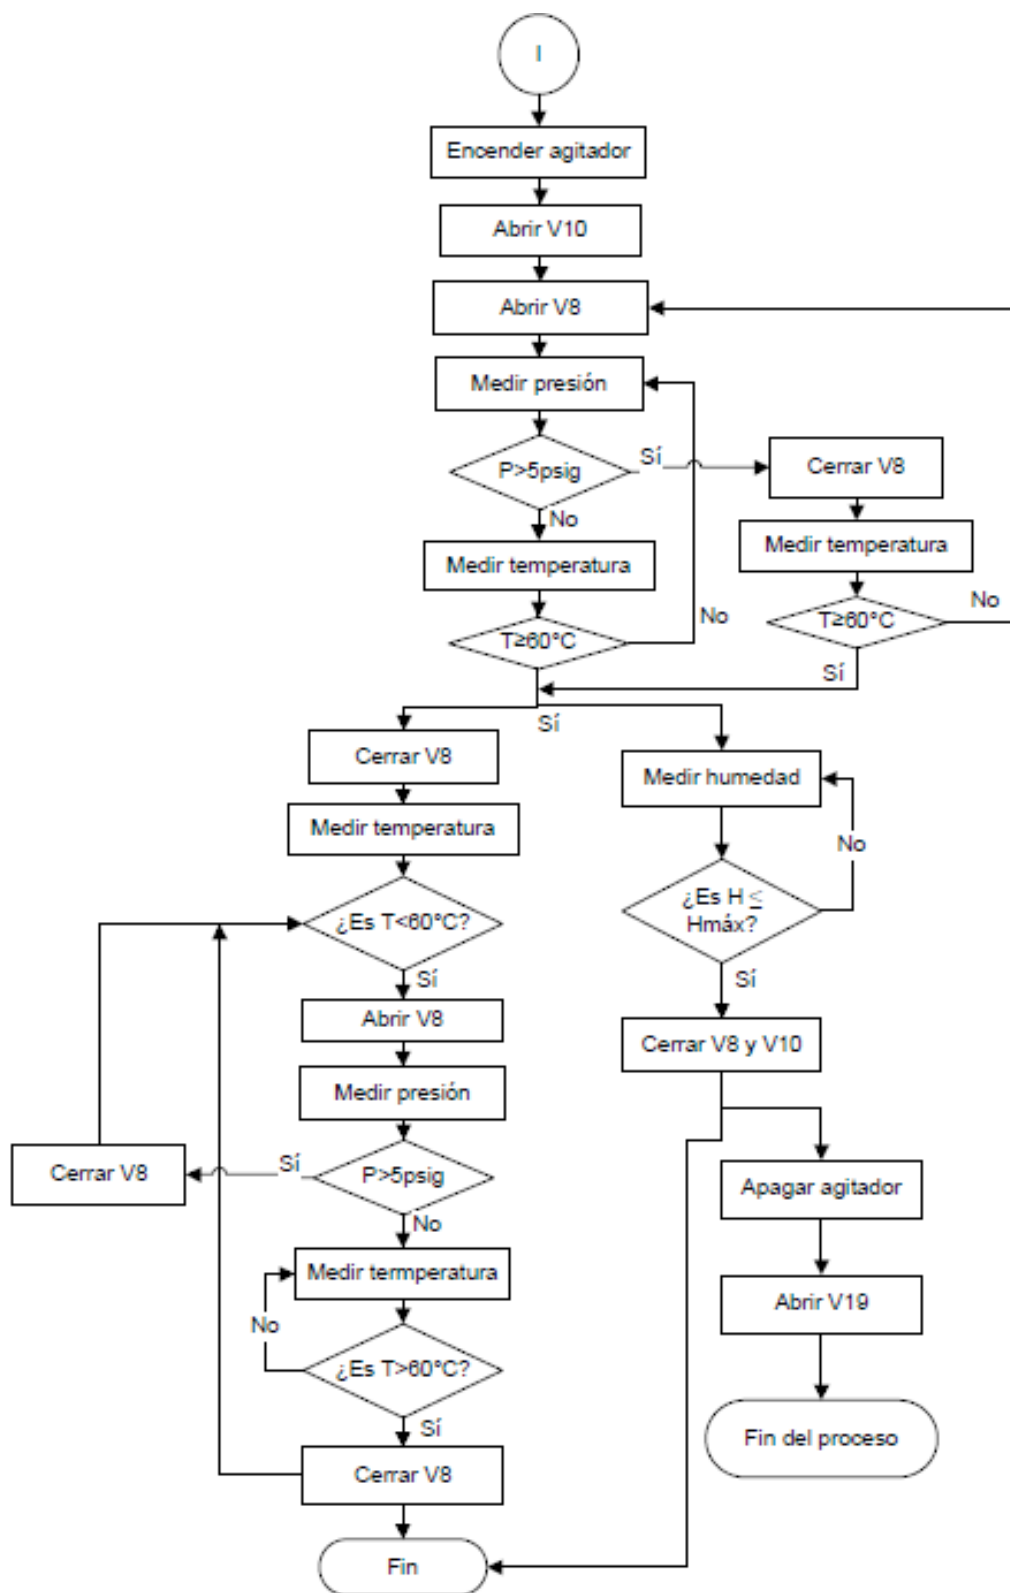 I
Encender agitador
Abrir V10
Abrir V8
Medir presión
P>5psig
Sí
Cerrar V8
No
Medir temperatura
Medir temperatura
T≥60°C
No
T≥60°C
No
Sí
Sí
Cerrar V8
Medir humedad
Medir temperatura
No
¿Es T<60°C?
¿Es H ≤
Hmáx?
Sí
Sí
Abrir V8
Cerrar V8 y V10
Medir presión
Cerrar V8
Sí
P>5psig
Apagar agitador
No
Medir termperatura
Abrir V19
No
¿Es T>60°C?
Sí
Fin del proceso
Cerrar V8
Fin